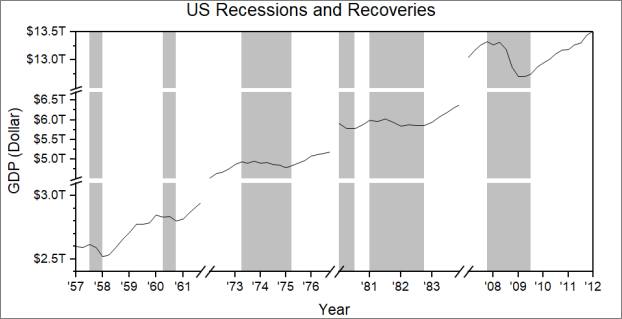 US Recessions and Recoveries
$13.5T
$13.0T
$6.5T
$6.0T
$5.5T
$5.0T
$3.0T
$2.5T
GDP (Dollar)
'57 '58 '59 '60 '61 '73 '74 '75 '76 '81 '82 '83 '08 '09 '10 '11 '12
Year